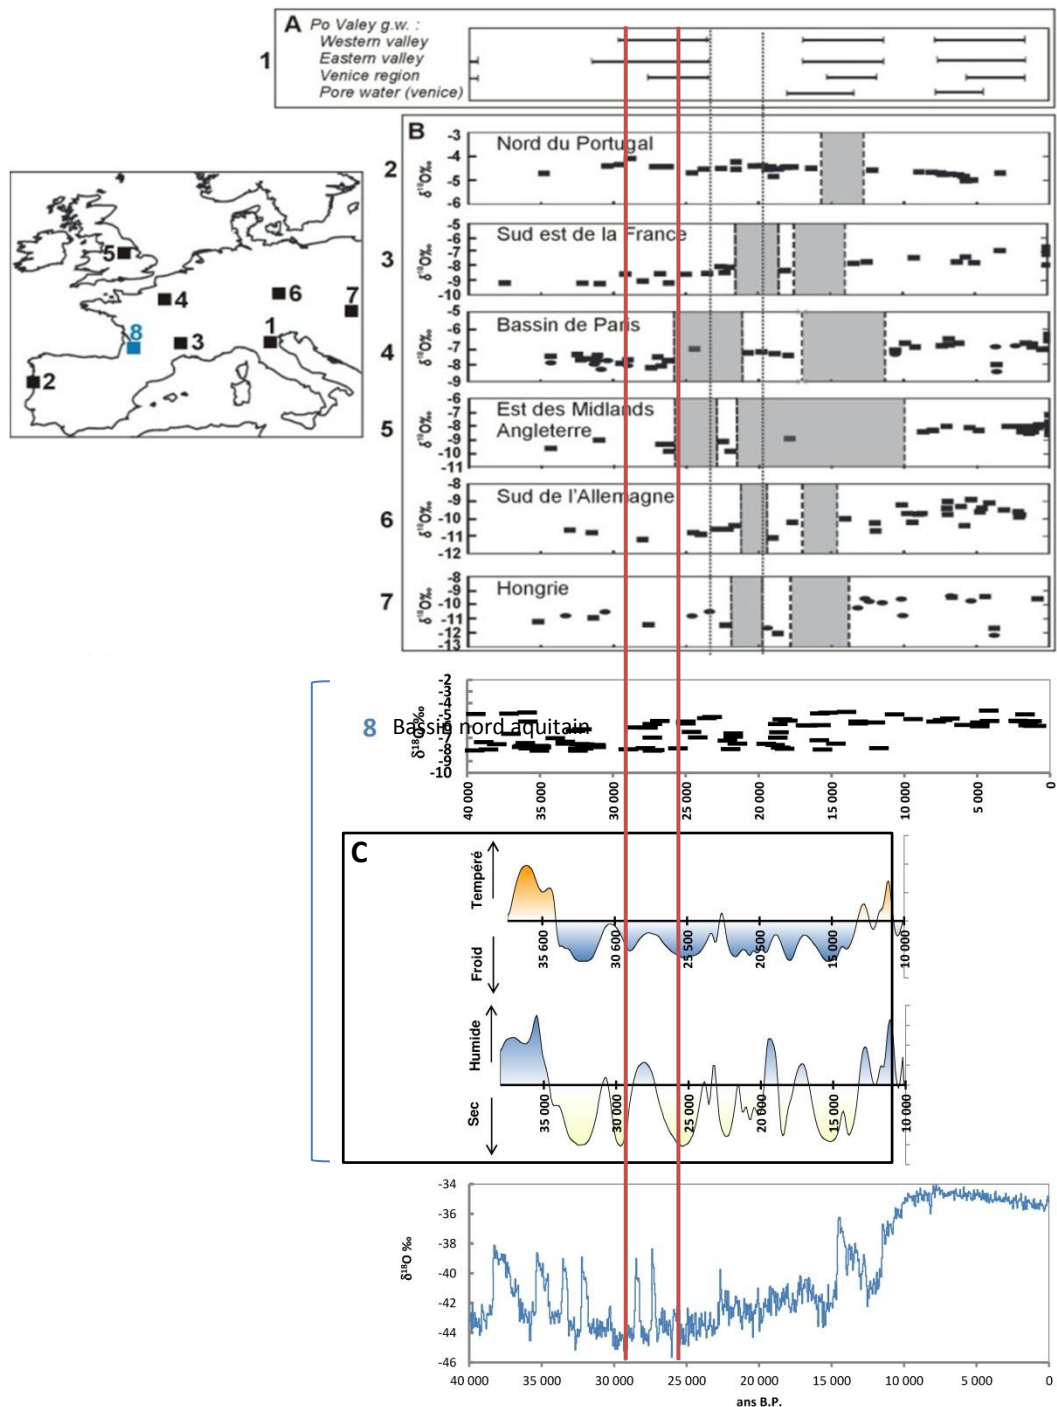 A Po Valey g.w. :
Western valley
Eastern valley
Venice region
Pore water (venice)
1
B
2
Nord du Portugal
δ18O‰
-3
-4
-5
-6
3
Sud est de la France
δ18O‰
-5
-6
-7
-8
-9
-10
4
Bassin de Paris
δ18O‰
-5
-6
-7
-8
-9
5
Est des Midlands
Angleterre
δ18O‰
-6
-7
-8
-9
-10
-11
6
Sud de l'Allemagne
δ18O‰
-8
-9
-10
-11
-12
7
Hongrie
δ18O‰
-8
-9
-10
-11
-12
-13
5
4
6
7
8
3
1
2
8 Bassin nord aquitain
δ18O ‰
-2
-3
-4
-5
-6
-7
-8
-9
-10
40 000 35 000 30 000 25 000 20 000 15 000 10 000 5 000 0
C
Tempéré
Froid
35 600 30 600 25 500 20 500 15 000 10 000
Humide
Sec
35 000 30 000 25 000 20 000 15 000 10 000
δ18O ‰
-34
-36
-38
-40
-42
-44
-46
40 000 35 000 30 000 25 000 20 000 15 000 10 000 5 000 0
ans B.P.